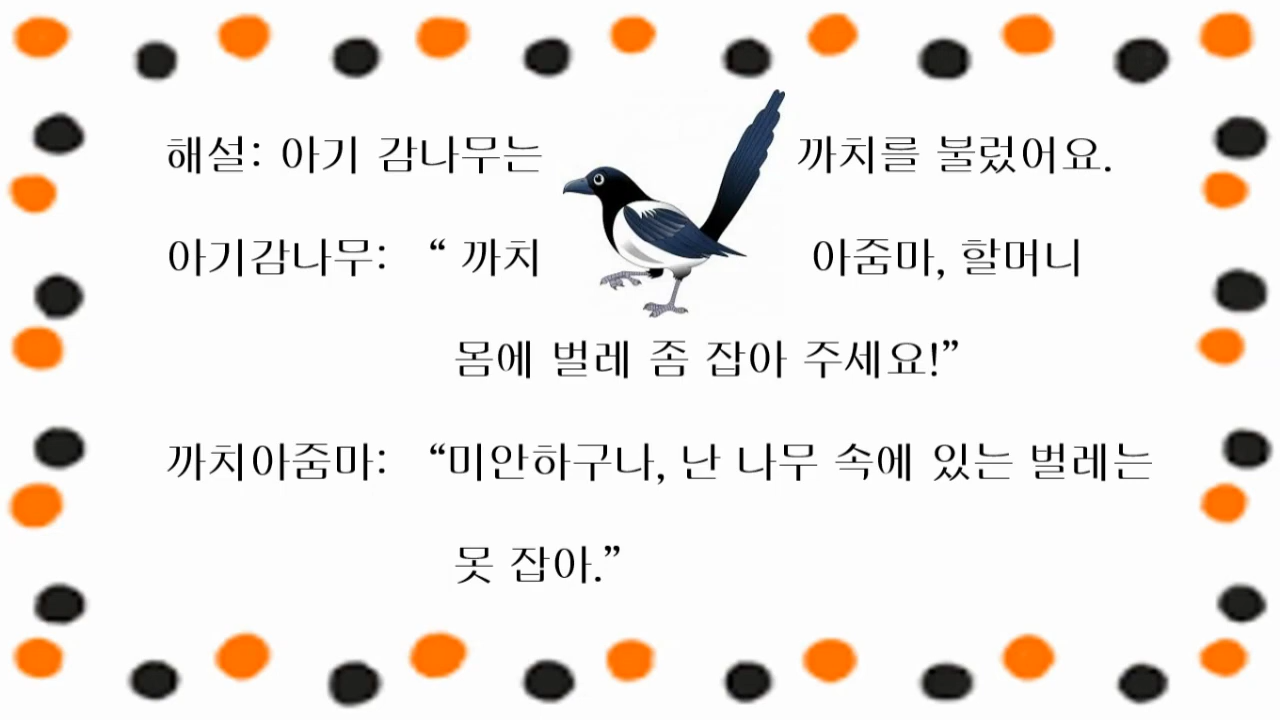 해설: 아기 감나무는 까치를 불렀어요.
아기감나무: “ 까치 아줌마, 할머니
몸에 벌레 좀 잡아 주세요!”
까치아줌마: “미안하구나, 난 나무 속에 있는 벌레는
못 잡아.”